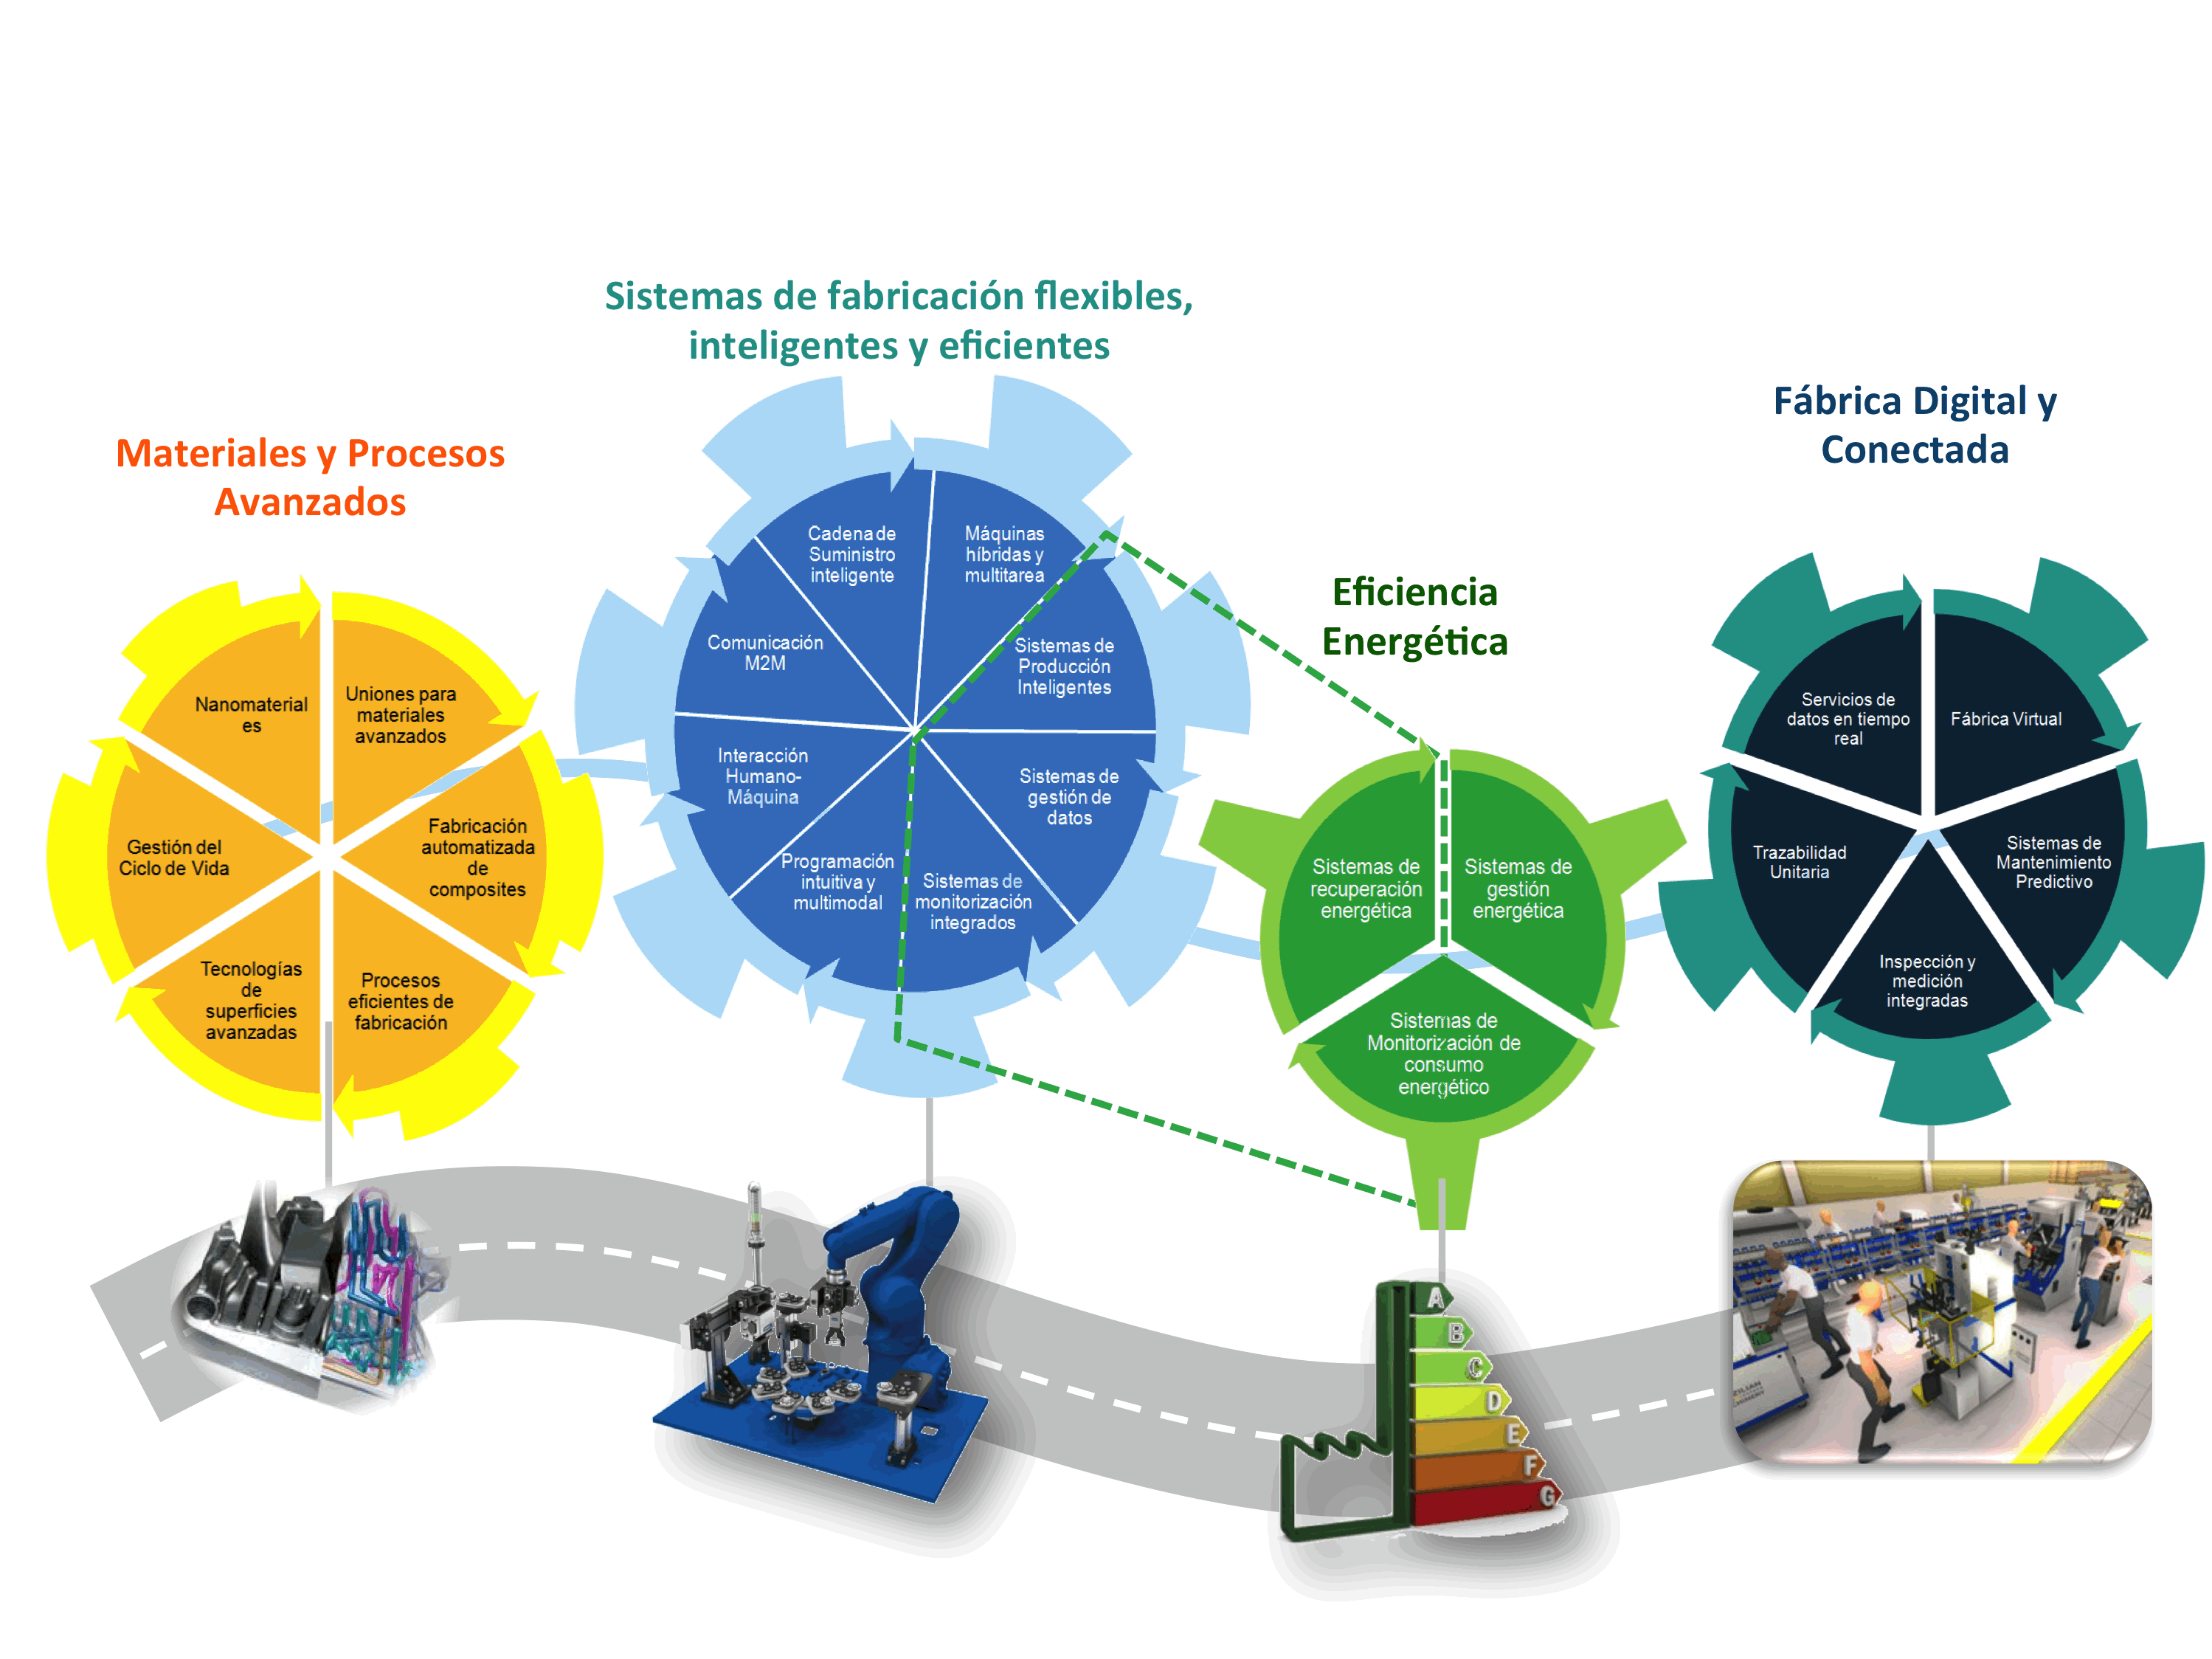 Sistemas de fabricación flexibles,
inteligentes y eficientes
Fábrica Digital y
Conectada
Materiales y Procesos
Avanzados
Eficiencia
Energética
Nanomaterial
es
Uniones para
materiales
avanzados
Fabricación
automatizada
de
composites
Procesos
eficientes de
fabricación
Tecnologías
de
superficies
avanzadas
Gestión del
Ciclo de Vida
Cadena de
Suministro
inteligente
Máquinas
híbridas y
multitarea
Sistemas de
Producción
Inteligentes
Sistemas de
gestión de
datos
Sistemas de
monitorización
integrados
Programación
intuitiva y
multimodal
Interacción
Humano-
Máquina
Comunicación
M2M
Sistemas de
recuperación
energética
Sistemas de
gestión
energética
Sistemas de
Monitorización de
consumo
energético
Servicios de
datos en tiempo
real
Fábrica Virtual
Sistemas de
Mantenimiento
Predictivo
Inspección y
medición
integradas
Trazabilidad
Unitaria
A
B
C
D
E
F
G